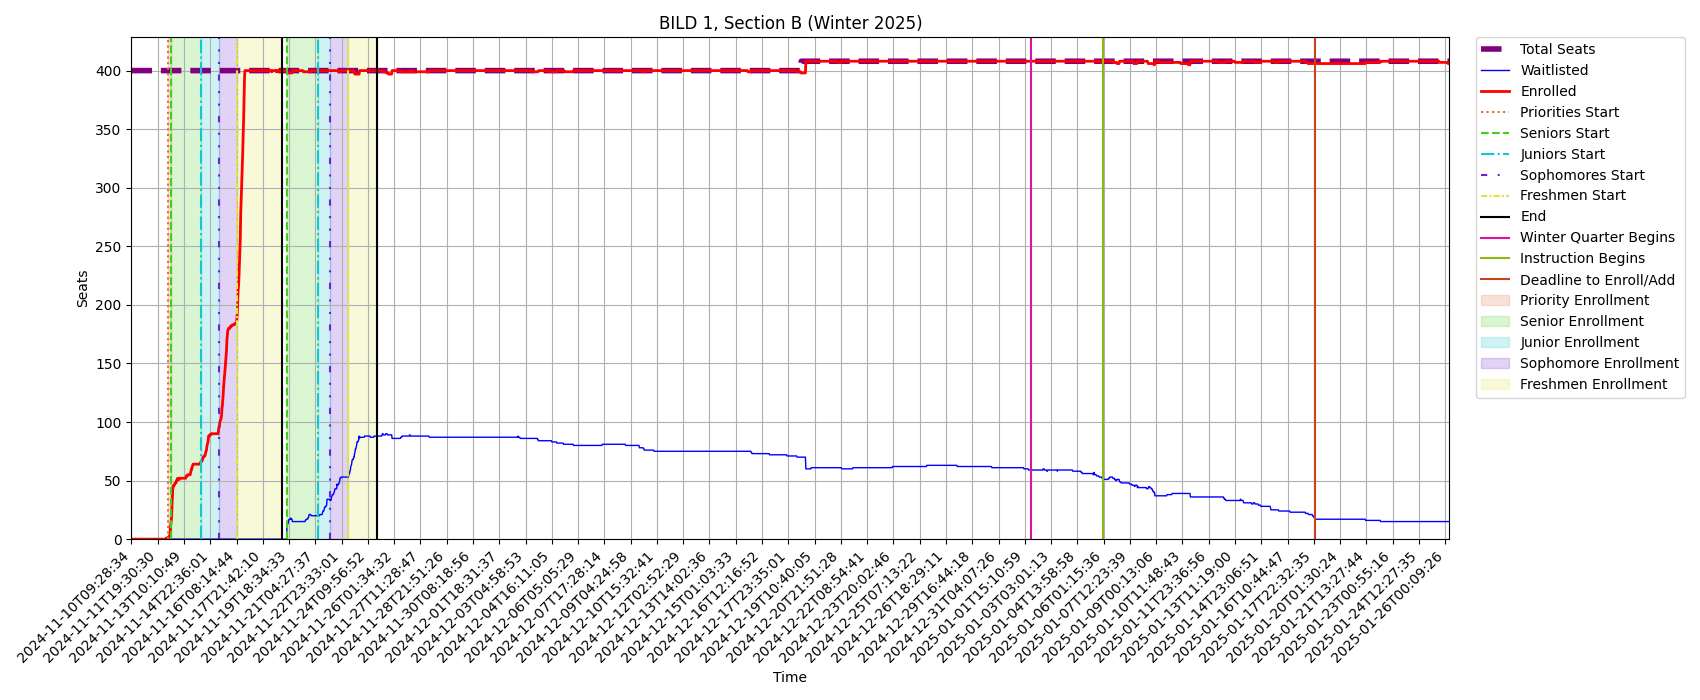 BILD 1, Section B (Winter 2025)
Seats
400
350
300
250
200
150
100
50
0
2024-11-10T09:28:34
2024-11-11T19:30:30
2024-11-13T10:10:49
2024-11-14T22:36:01
2024-11-16T08:14:44
2024-11-17T21:42:10
2024-11-19T18:34:33
2024-11-21T04:27:37
2024-11-22T23:33:01
2024-11-24T09:56:52
2024-11-26T01:34:32
2024-11-27T11:28:47
2024-11-28T21:51:26
2024-11-30T08:18:56
2024-12-01T18:31:37
2024-12-03T04:58:53
2024-12-04T16:11:05
2024-12-06T05:05:29
2024-12-07T17:28:14
2024-12-09T04:24:58
2024-12-10T15:32:41
2024-12-12T02:52:29
2024-12-13T14:02:36
2024-12-15T01:03:33
2024-12-16T12:16:52
2024-12-17T23:35:01
2024-12-19T10:40:05
2024-12-20T21:51:28
2024-12-22T08:54:41
2024-12-23T20:02:46
2024-12-25T07:13:22
2024-12-26T18:29:11
2024-12-29T16:44:18
2024-12-31T04:07:26
2025-01-01T15:10:59
2025-01-03T03:01:13
2025-01-04T13:58:58
2025-01-06T01:15:36
2025-01-07T12:23:39
2025-01-09T00:13:06
2025-01-10T11:48:43
2025-01-11T23:36:56
2025-01-13T11:19:00
2025-01-14T23:06:51
2025-01-16T10:44:47
2025-01-17T22:32:35
2025-01-20T01:30:24
2025-01-21T13:27:44
2025-01-23T00:55:16
2025-01-24T12:27:35
2025-01-26T00:09:26
Time
Total Seats
Waitlisted
Enrolled
Priorities Start
Seniors Start
Juniors Start
Sophomores Start
Freshmen Start
End
Winter Quarter Begins
Instruction Begins
Deadline to Enroll/Add
Priority Enrollment
Senior Enrollment
Junior Enrollment
Sophomore Enrollment
Freshmen Enrollment